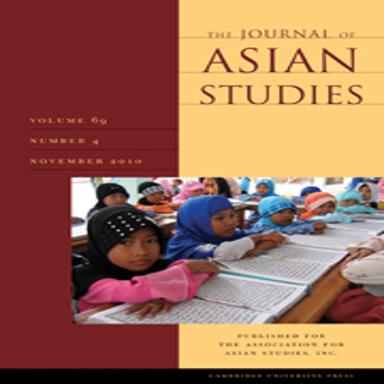 THE JOURNAL OF
ASIAN
STUDIES
VOLUME 69
NUMBER 4
NOVEMBER 2010
PUBLISHED FOR
THE ASSOCIATION FOR
ASIAN STUDIES, INC.
CAMBRIDGE UNIVERSITY PRESS